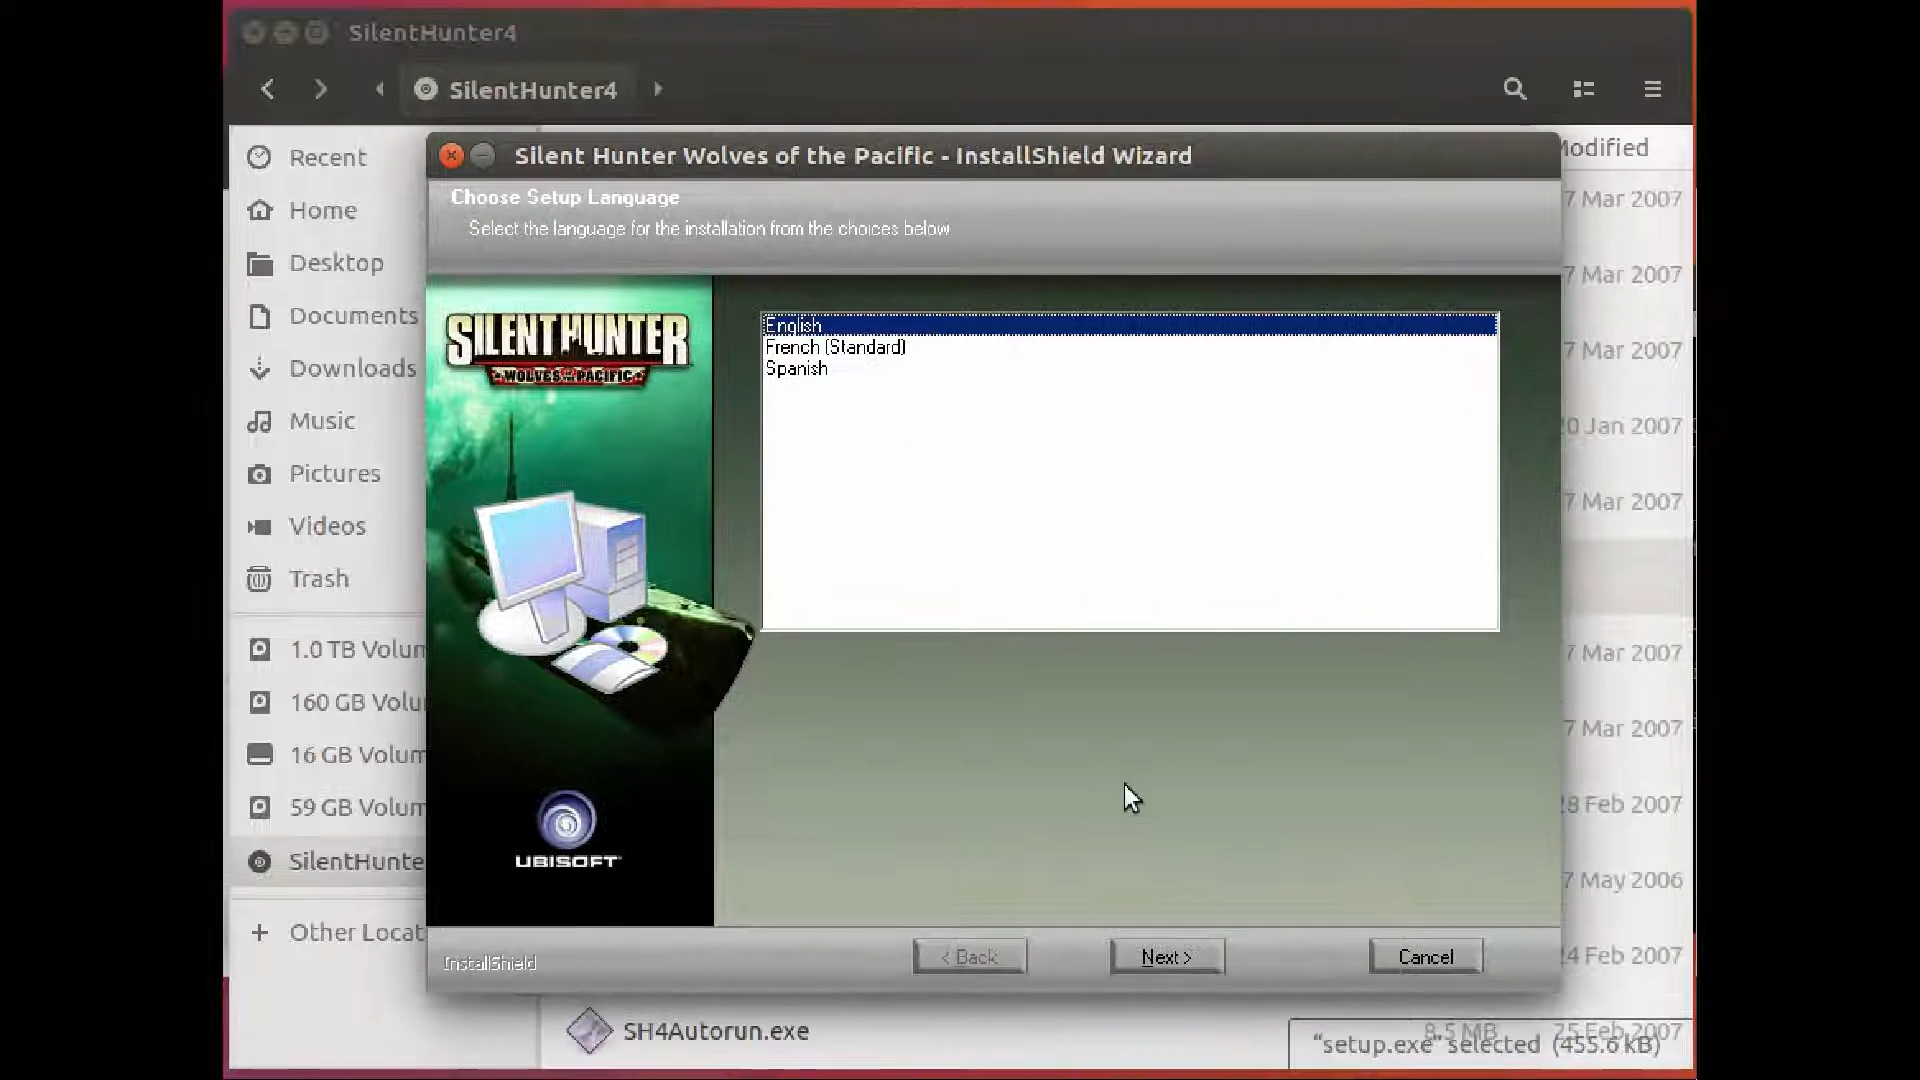 SilentHunter4
SilentHunter4
Modified
Recent
Home
Desktop
Documents
Downloads
Music
Pictures
Videos
Trash
1.0 TB Volum
160 GB Volu
16 GB Volum
59 GB Volum
SilentHunte
Other Locat
Silent Hunter Wolves of the Pacific - InstallShield Wizard
Choose Setup Language
Select the language for the installation from the choices below
SILENT HUNTER
WOLVES OF THE PACIFIC
English
French (Standard)
Spanish
UBISOFT
InstallShield
< Back
Next >
Cancel
7 Mar 2007
7 Mar 2007
7 Mar 2007
20 Jan 2007
7 Mar 2007
7 Mar 2007
7 Mar 2007
28 Feb 2007
7 May 2006
24 Feb 2007
SH4Autorun.exe
8.5 MB
25 Feb 2007
"setup.exe" selected (455.6 kB)